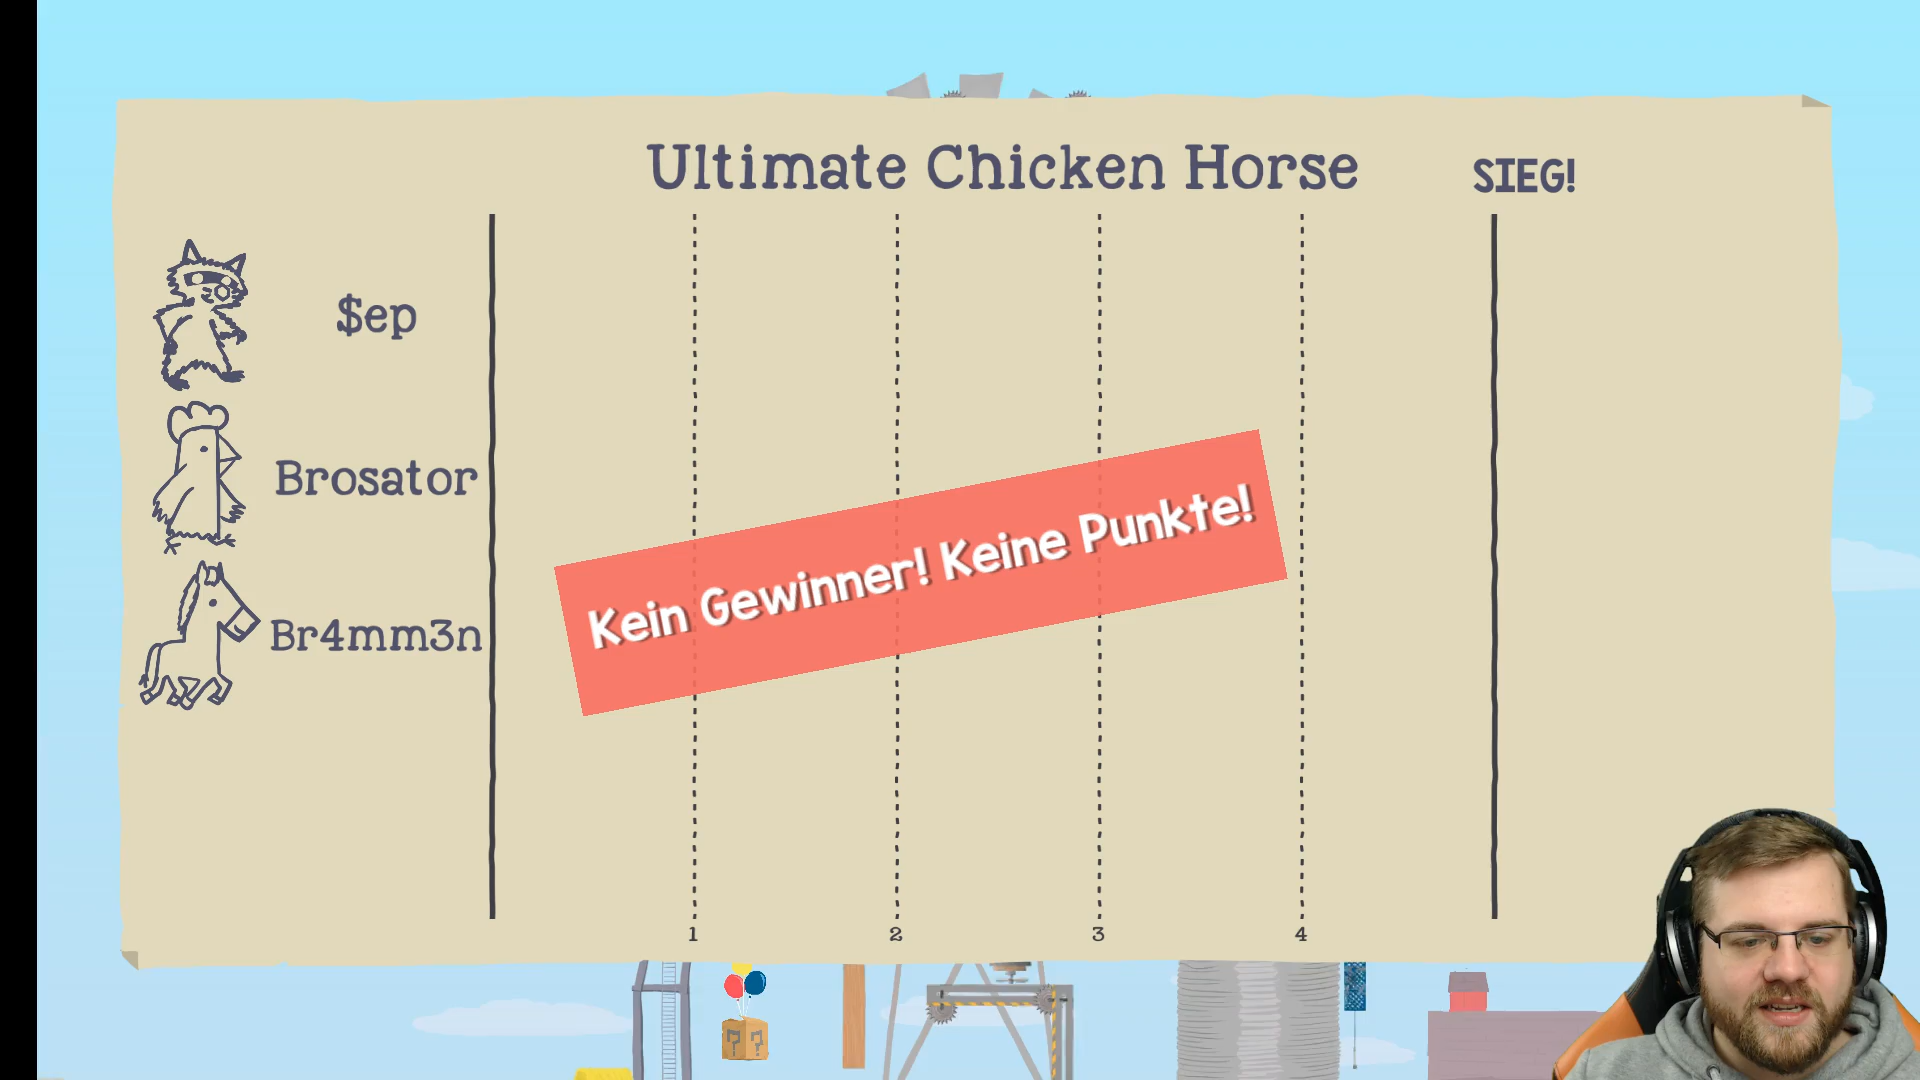 Ultimate Chicken Horse
SIEG!
$ep
Brosator
Br4mm3n
Kein Gewinner! Keine Punkte!
1 2 3 4
? ?